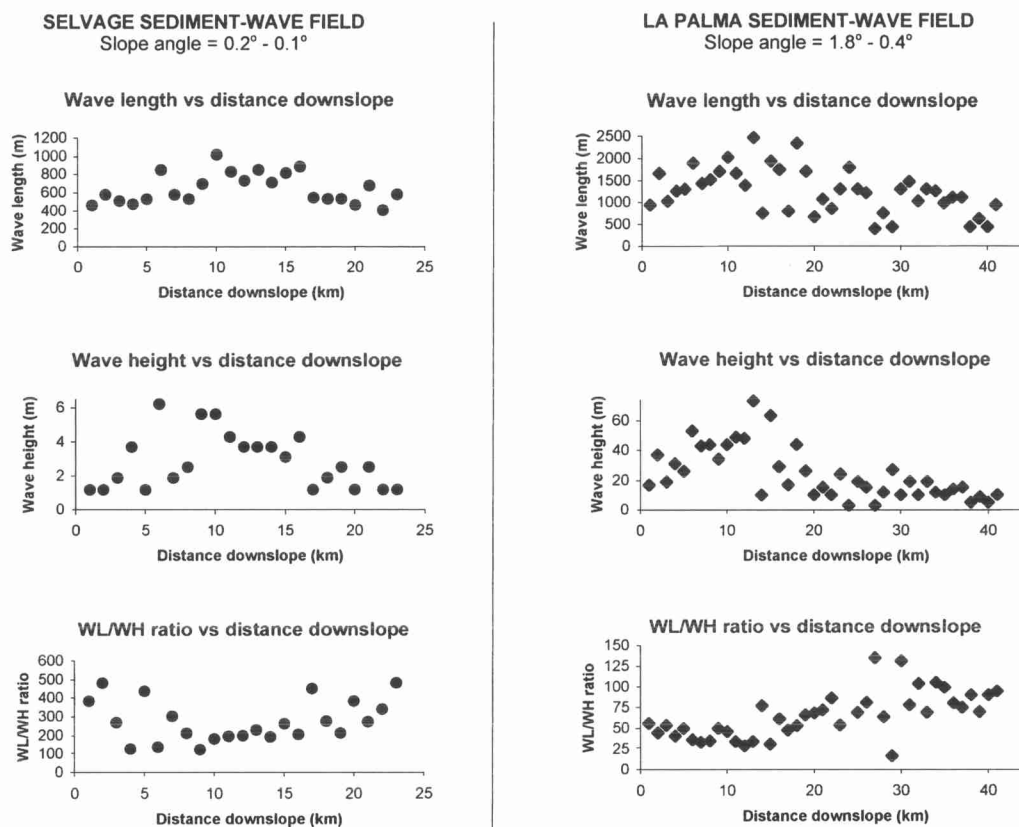 SELVAGE SEDIMENT-WAVE FIELD
Slope angle = 0.2° - 0.1°
Wave length vs distance downslope
Wave length (m)
1200
1000
800
600
400
200
0
0 5 10 15 20 25
Distance downslope (km)
Wave height vs distance downslope
Wave height (m)
6
4
2
0
0 5 10 15 20 25
Distance downslope (km)
WL/WH ratio vs distance downslope
WL/WH ratio
600
500
400
300
200
100
0
0 5 10 15 20 25
Distance downslope (km)
LA PALMA SEDIMENT-WAVE FIELD
Slope angle = 1.8° - 0.4°
Wave length vs distance downslope
Wave length (m)
2500
2000
1500
1000
500
0
0 10 20 30 40
Distance downslope (km)
Wave height vs distance downslope
Wave height (m)
60
40
20
0
0 10 20 30 40
Distance downslope (km)
WL/WH ratio vs distance downslope
WL/WH ratio
150
125
100
75
50
25
0
0 10 20 30 40
Distance downslope (km)